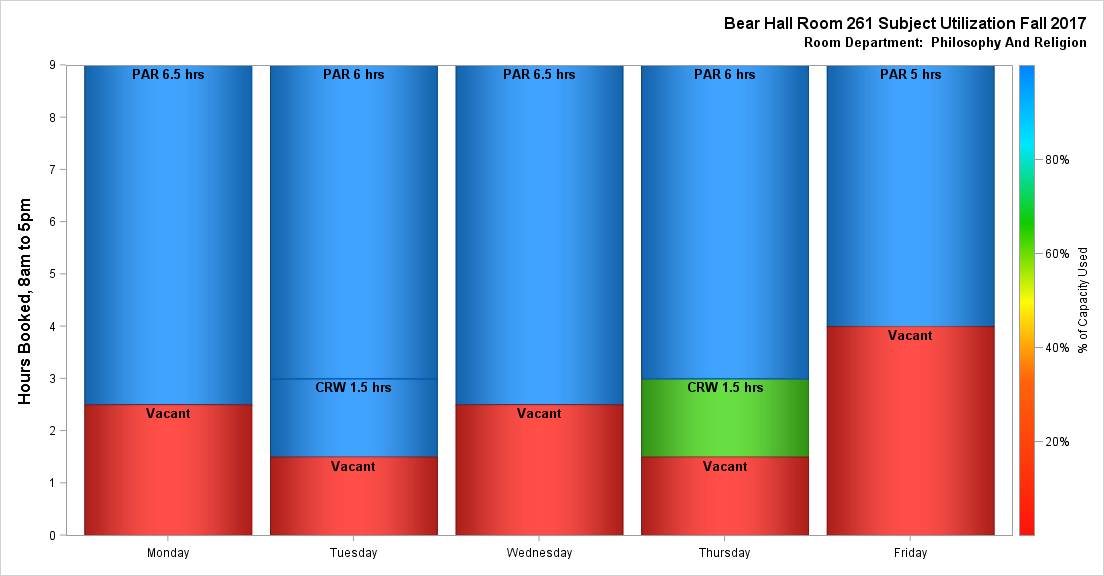 Bear Hall Room 261 Subject Utilization Fall 2017
Room Department:  Philosophy And Religion
Hours Booked, 8am to 5pm
9
8
7
6
5
4
3
2
1
0
PAR 6.5 hrs
Vacant
PAR 6 hrs
CRW 1.5 hrs
Vacant
PAR 6.5 hrs
Vacant
PAR 6 hrs
CRW 1.5 hrs
Vacant
PAR 5 hrs
Vacant
Monday
Tuesday
Wednesday
Thursday
Friday
80%
60%
40%
20%
% of Capacity Used